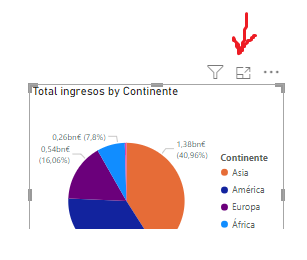 Total ingresos by Continente
0,26bn€ (7,8%)
0,54bn€
(16,06%)
1,38bn€
(40,96%)
Continente
Asia
América
Europa
África